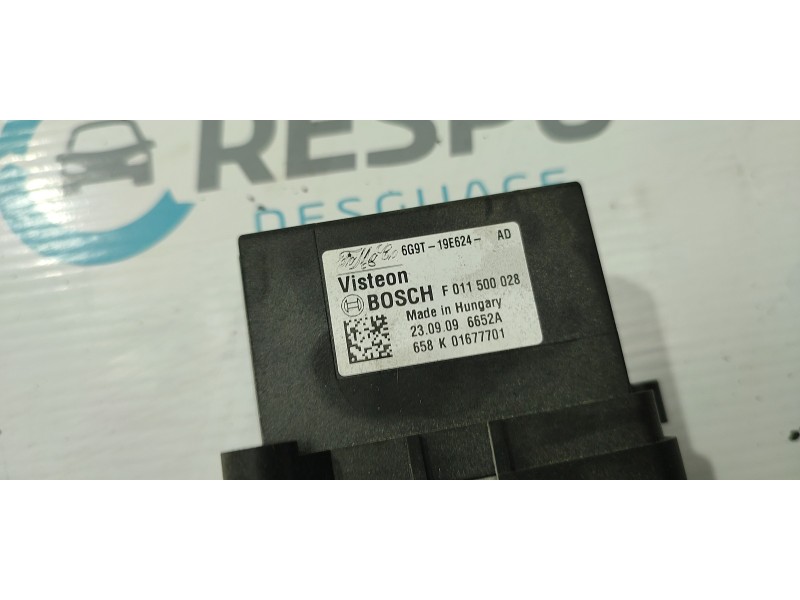 RESPO
DESGUACE
6G9T-19E624- AD
Visteon
BOSCH F 011 500 028
Made in Hungary
23.09.09 6652A
658 K 01677701